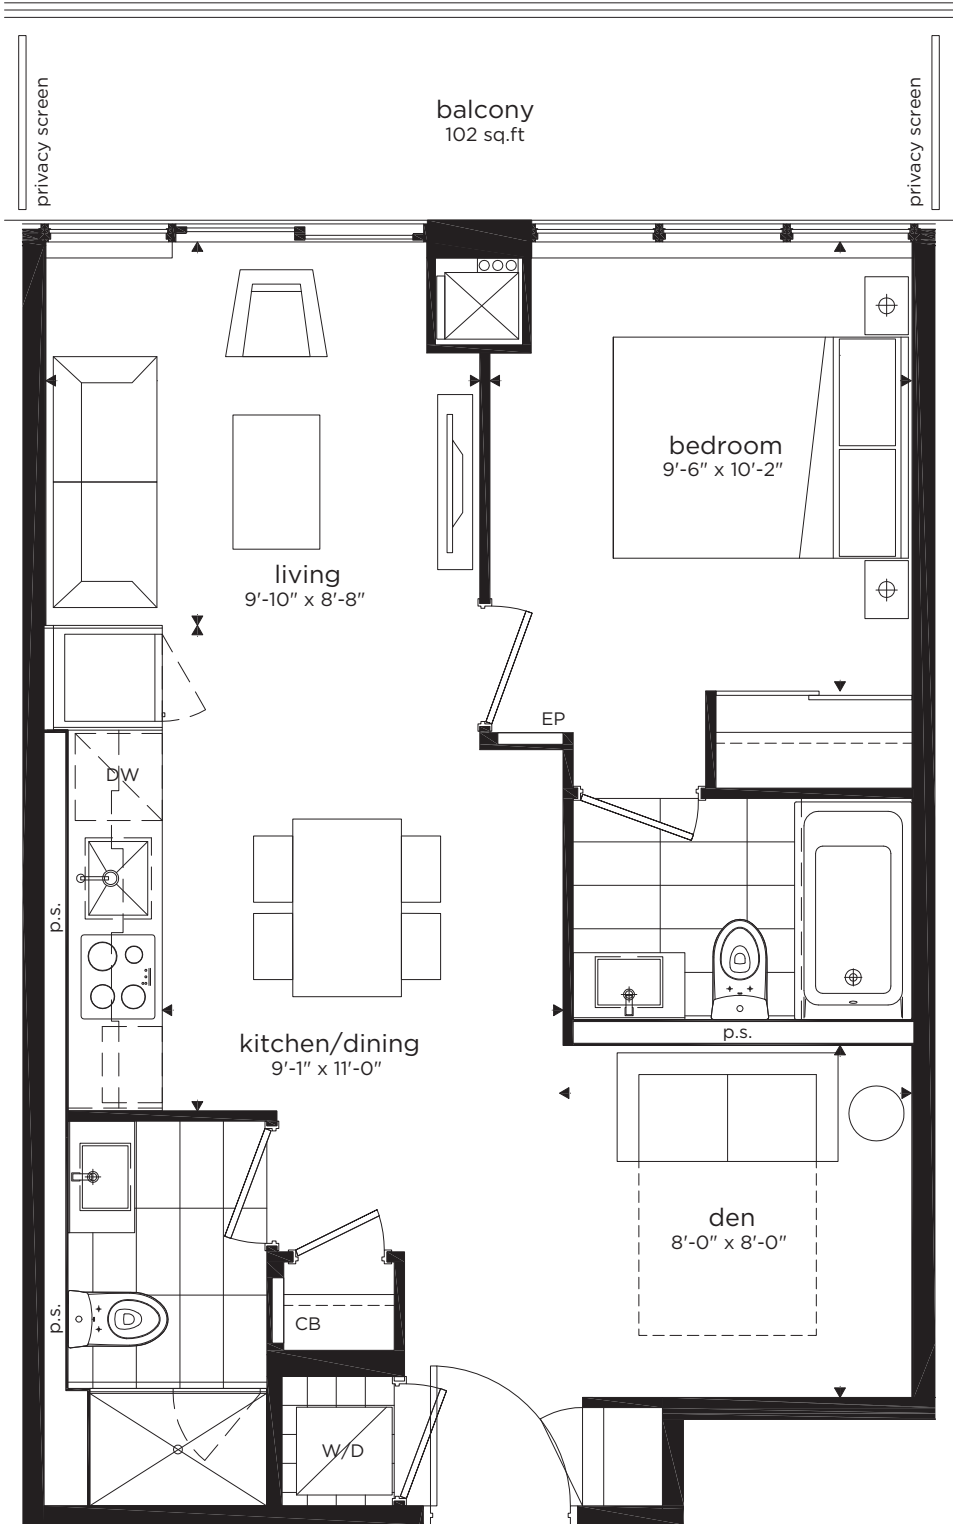 balcony
102 sq.ft
privacy screen
privacy screen
bedroom
9'-6" x 10'-2"
living
9'-10" x 8'-8"
EP
DW
p.s.
kitchen/dining
9'-1" x 11'-0"
p.s.
den
8'-0" x 8'-0"
p.s.
CB
W/D